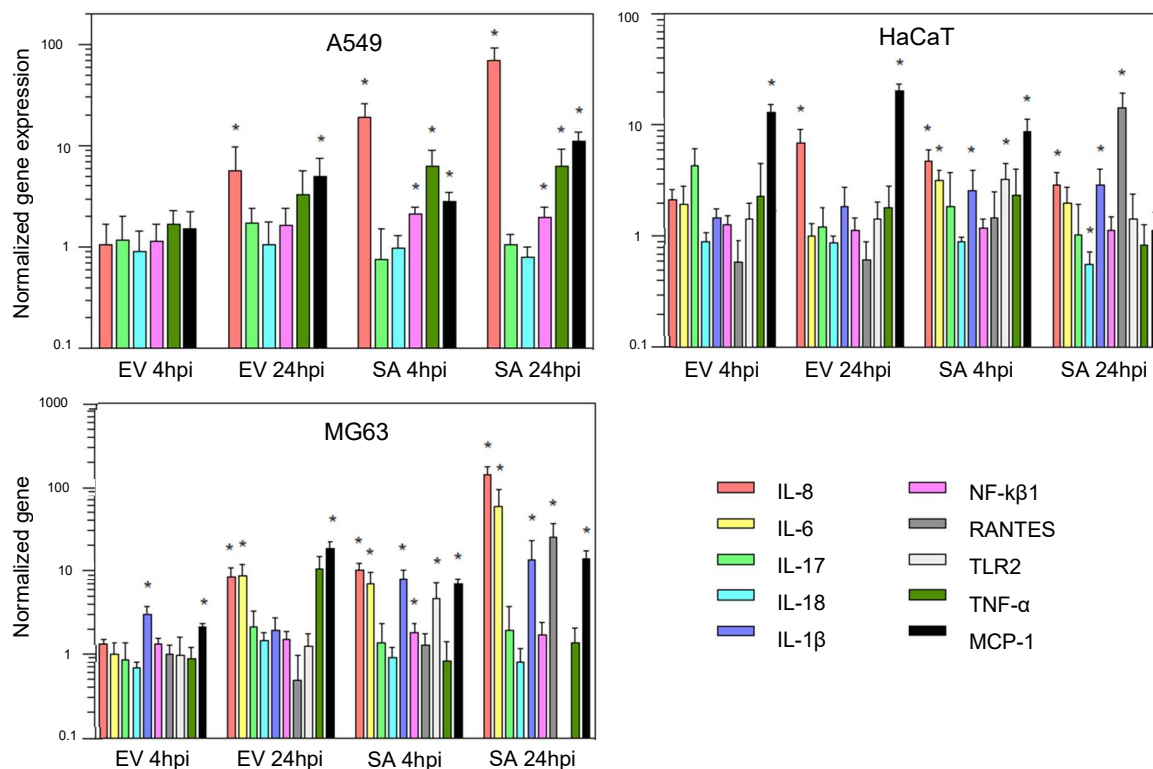 A549
Normalized gene expression
100
10
1
0.1
EV 4hpi EV 24hpi SA 4hpi SA 24hpi
* * * * * * * * * *
HaCaT
100
10
1
0.1
EV 4hpi EV 24hpi SA 4hpi SA 24hpi
* * * * * * * * * * * *
MG63
Normalized gene
1000
100
10
1
0.1
EV 4hpi EV 24hpi SA 4hpi SA 24hpi
* * * * * * * * * * * * * * * *
IL-8
IL-6
IL-17
IL-18
IL-1β
NF-kβ1
RANTES
TLR2
TNF-α
MCP-1